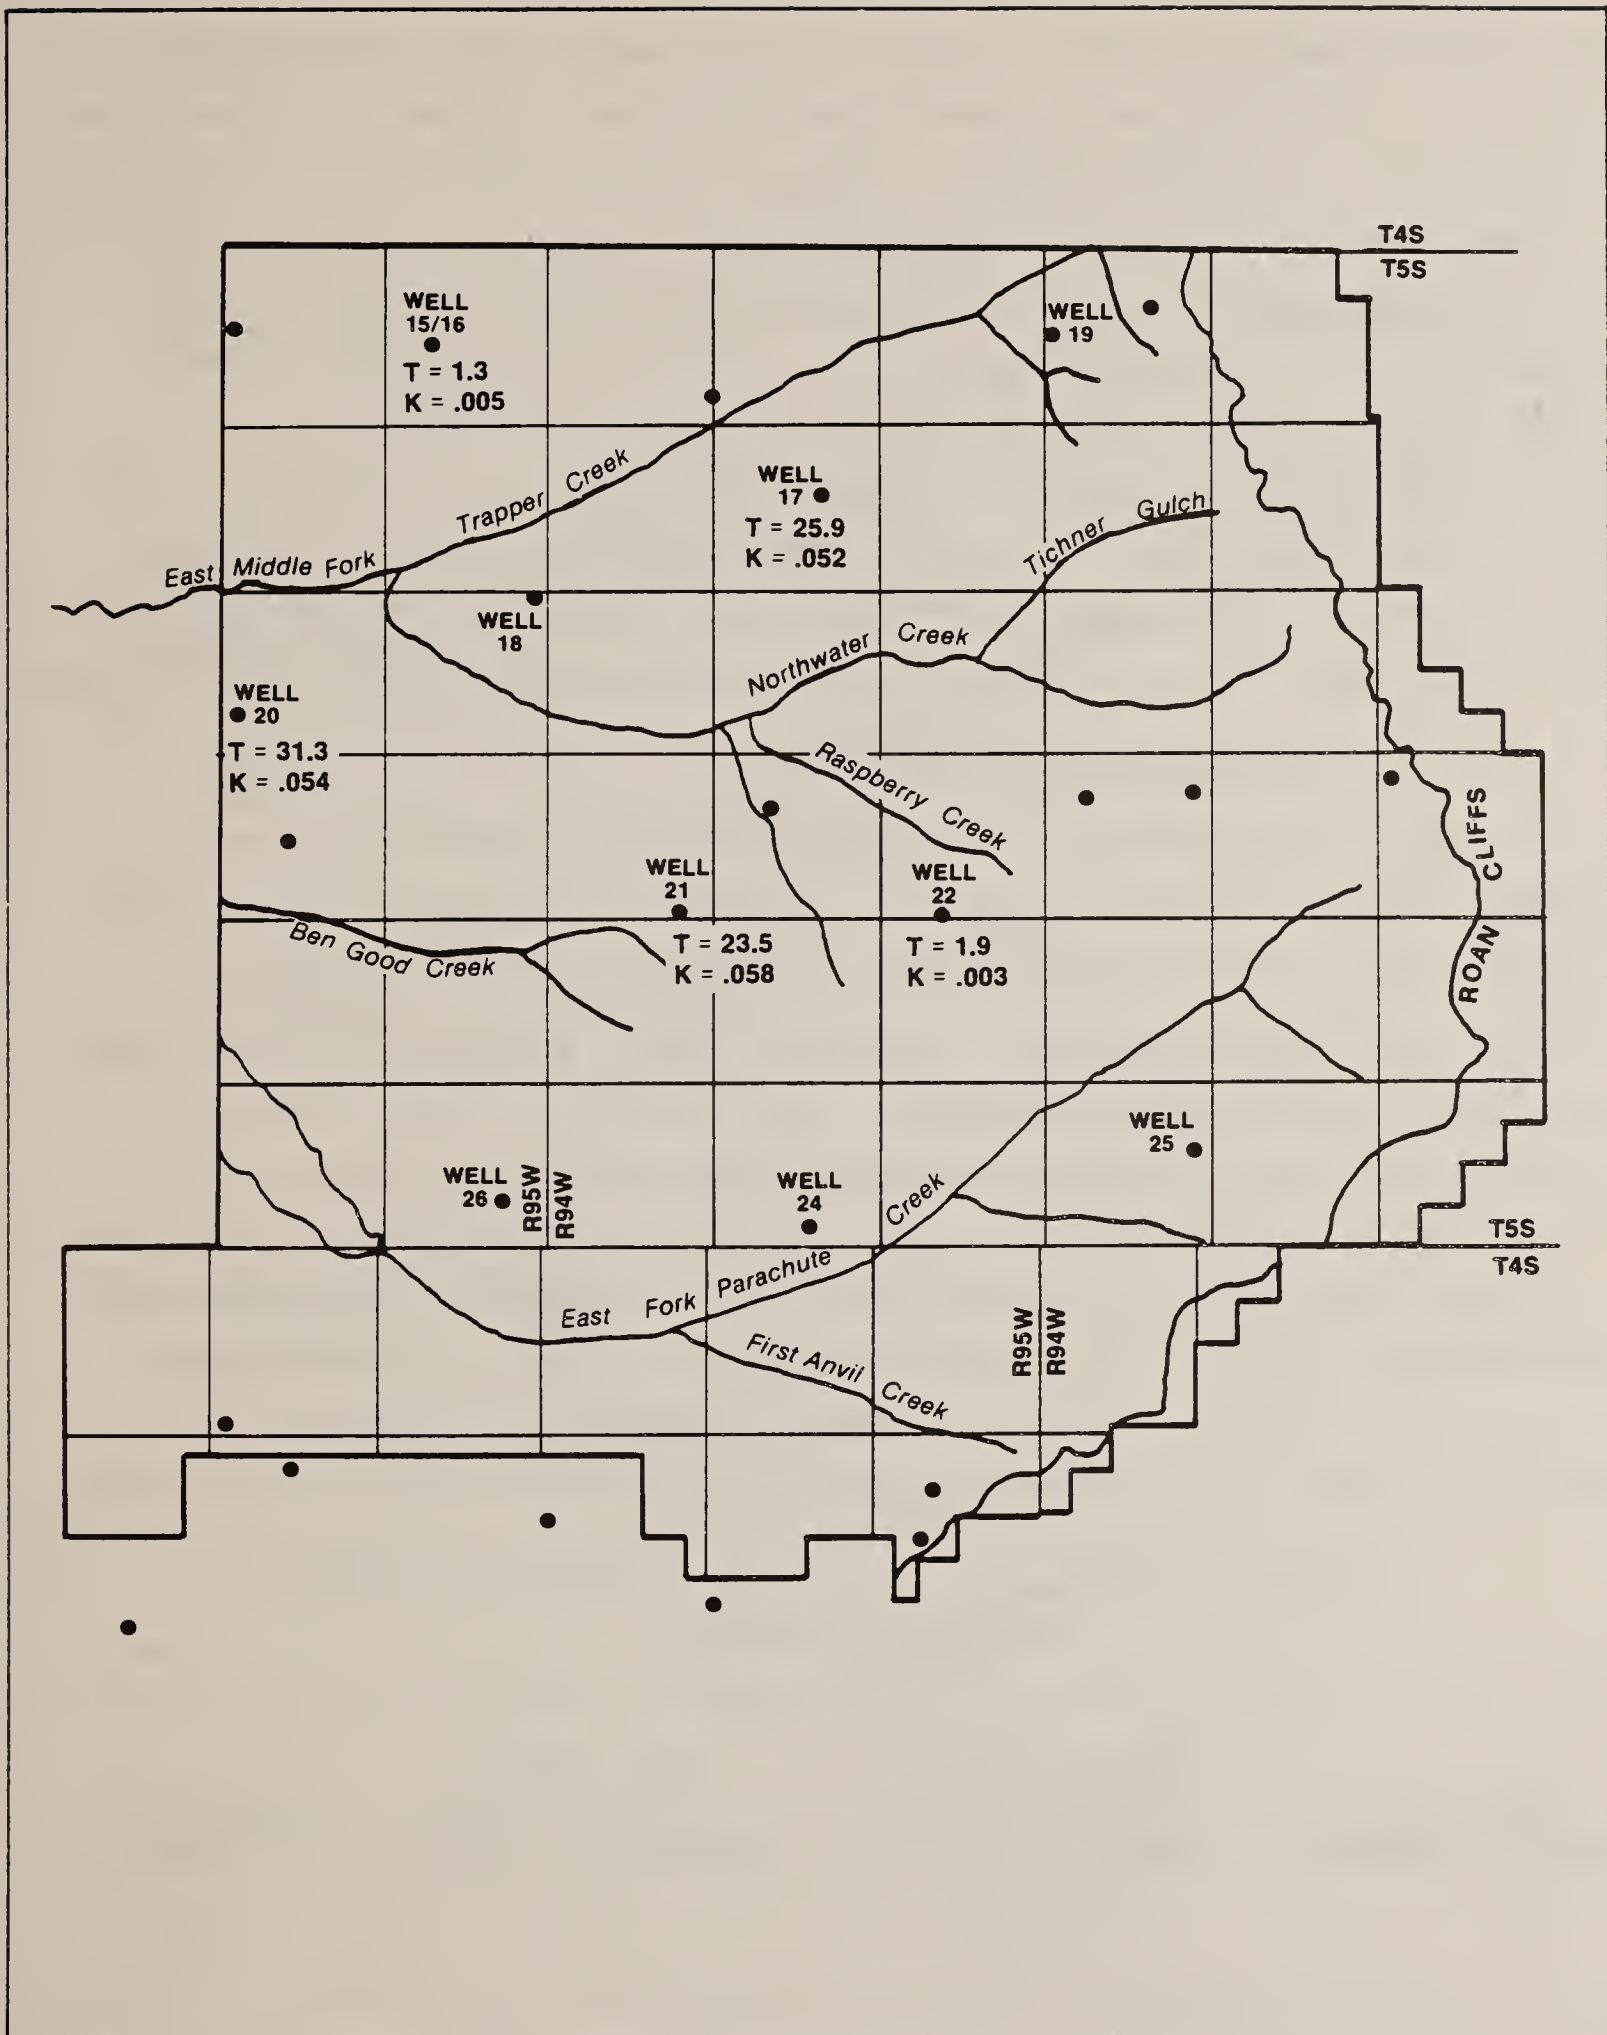 T4S
T5S
WELL
15/16
T = 1.3
K = .005
WELL
19
Trapper Creek
WELL
17
T = 25.9
K = .052
Tichner Gulch
East Middle Fork
WELL
18
Northwater Creek
WELL
20
T = 31.3
K = .054
Raspberry Creek
ROAN CLIFFS
WELL
21
T = 23.5
K = .058
WELL
22
T = 1.9
K = .003
Ben Good Creek
WELL
25
WELL
26
R95W
R94W
WELL
24
T5S
T4S
East Fork Parachute Creek
First Anvil Creek
R95W
R94W